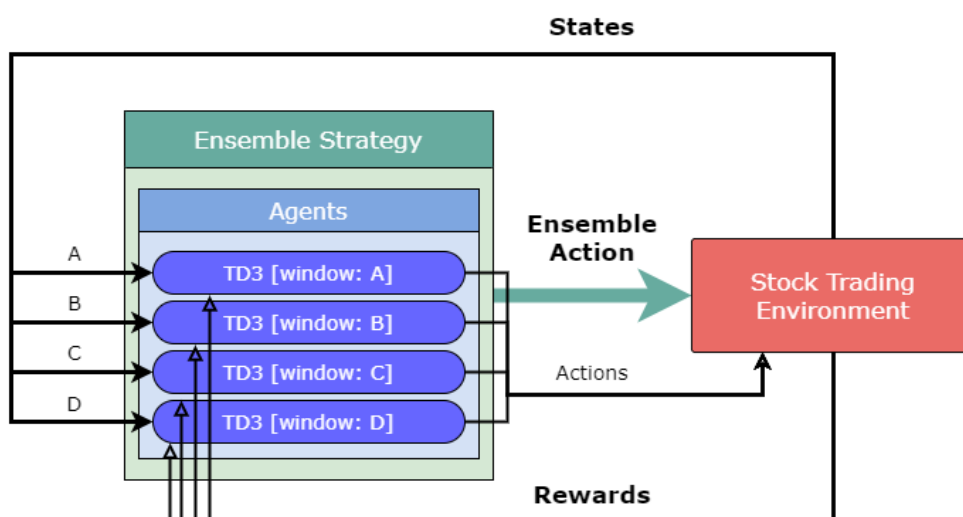 States
Ensemble Strategy
Agents
A
TD3 [window: A]
B
TD3 [window: B]
C
TD3 [window: C]
D
TD3 [window: D]
Ensemble
Action
Stock Trading
Environment
Actions
Rewards